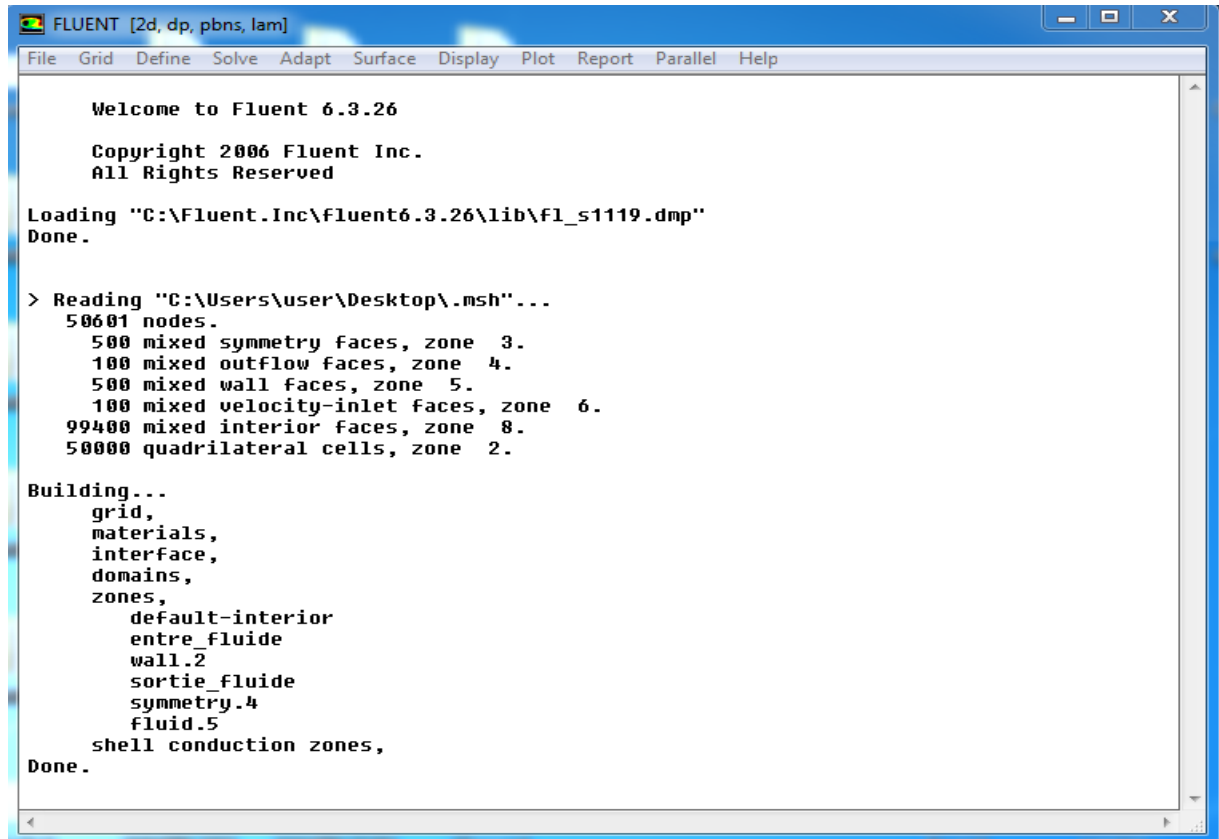 FLUENT [2d, dp, pbns, lam]
File Grid Define Solve Adapt Surface Display Plot Report Parallel Help
Welcome to Fluent 6.3.26
Copyright 2006 Fluent Inc.
All Rights Reserved
Loading "C:\Fluent.Inc\fluent6.3.26\lib\fl_s1119.dmp"
Done.
> Reading "C:\Users\user\Desktop\.msh"...
50601 nodes.
500 mixed symmetry faces, zone 3.
100 mixed outflow faces, zone 4.
500 mixed wall faces, zone 5.
100 mixed velocity-inlet faces, zone 6.
99400 mixed interior faces, zone 8.
50000 quadrilateral cells, zone 2.
Building...
grid,
materials,
interface,
domains,
zones,
default-interior
entre_fluide
wall.2
sortie_fluide
symmetry.4
fluid.5
shell conduction zones,
Done.